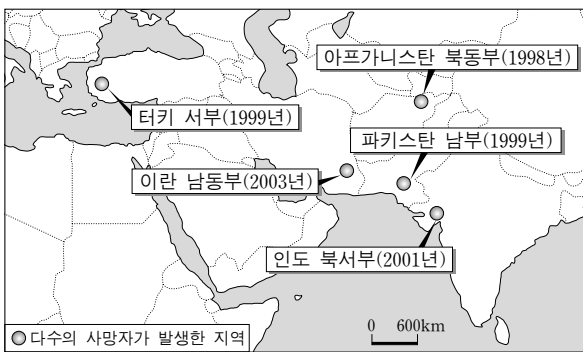 아프가니스탄 북동부(1998년)
터키 서부(1999년)
파키스탄 남부(1999년)
이란 남동부(2003년)
인도 북서부(2001년)
다수의 사망자가 발생한 지역
0 600km